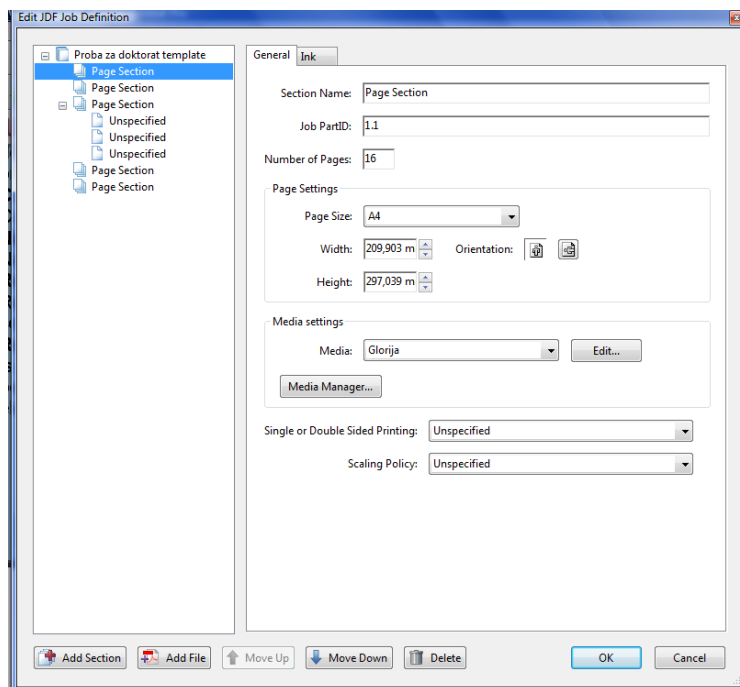 Edit JDF Job Definition
Proba za doktorat template
Page Section
Page Section
Page Section
Unspecified
Unspecified
Unspecified
Page Section
Page Section
General Ink
Section Name: Page Section
Job PartID: 1.1
Number of Pages: 16
Page Settings
Page Size: A4
Width: 209,903 m Orientation:
Height: 297,039 m
Media settings
Media: Glorija Edit...
Media Manager...
Single or Double Sided Printing: Unspecified
Scaling Policy: Unspecified
Add Section Add File Move Up Move Down Delete OK Cancel